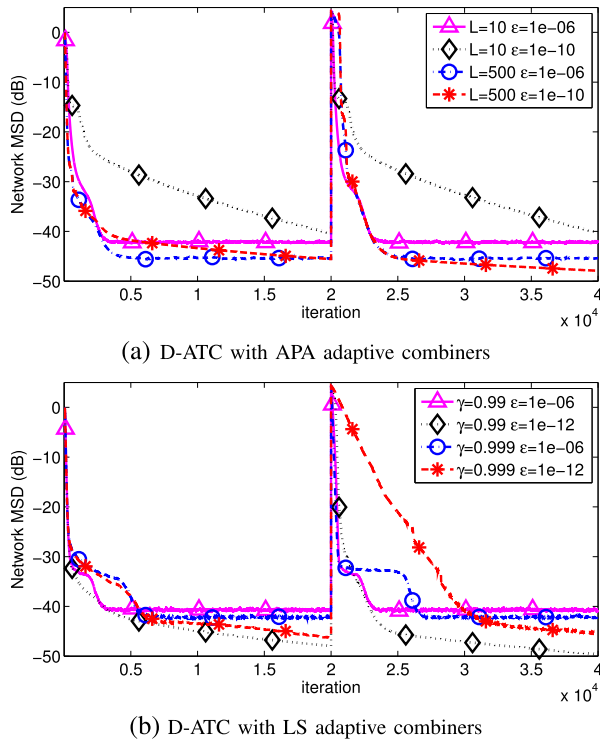 0
−10
−20
−30
−40
−50
Network MSD (dB)
0.5 1 1.5 2 2.5 3 3.5 4
iteration
x 10⁴
L=10 ε=1e−06
L=10 ε=1e−10
L=500 ε=1e−06
L=500 ε=1e−10
(a) D-ATC with APA adaptive combiners
0
−10
−20
−30
−40
−50
Network MSD (dB)
0.5 1 1.5 2 2.5 3 3.5 4
iteration
x 10⁴
γ=0.99 ε=1e−06
γ=0.99 ε=1e−12
γ=0.999 ε=1e−06
γ=0.999 ε=1e−12
(b) D-ATC with LS adaptive combiners